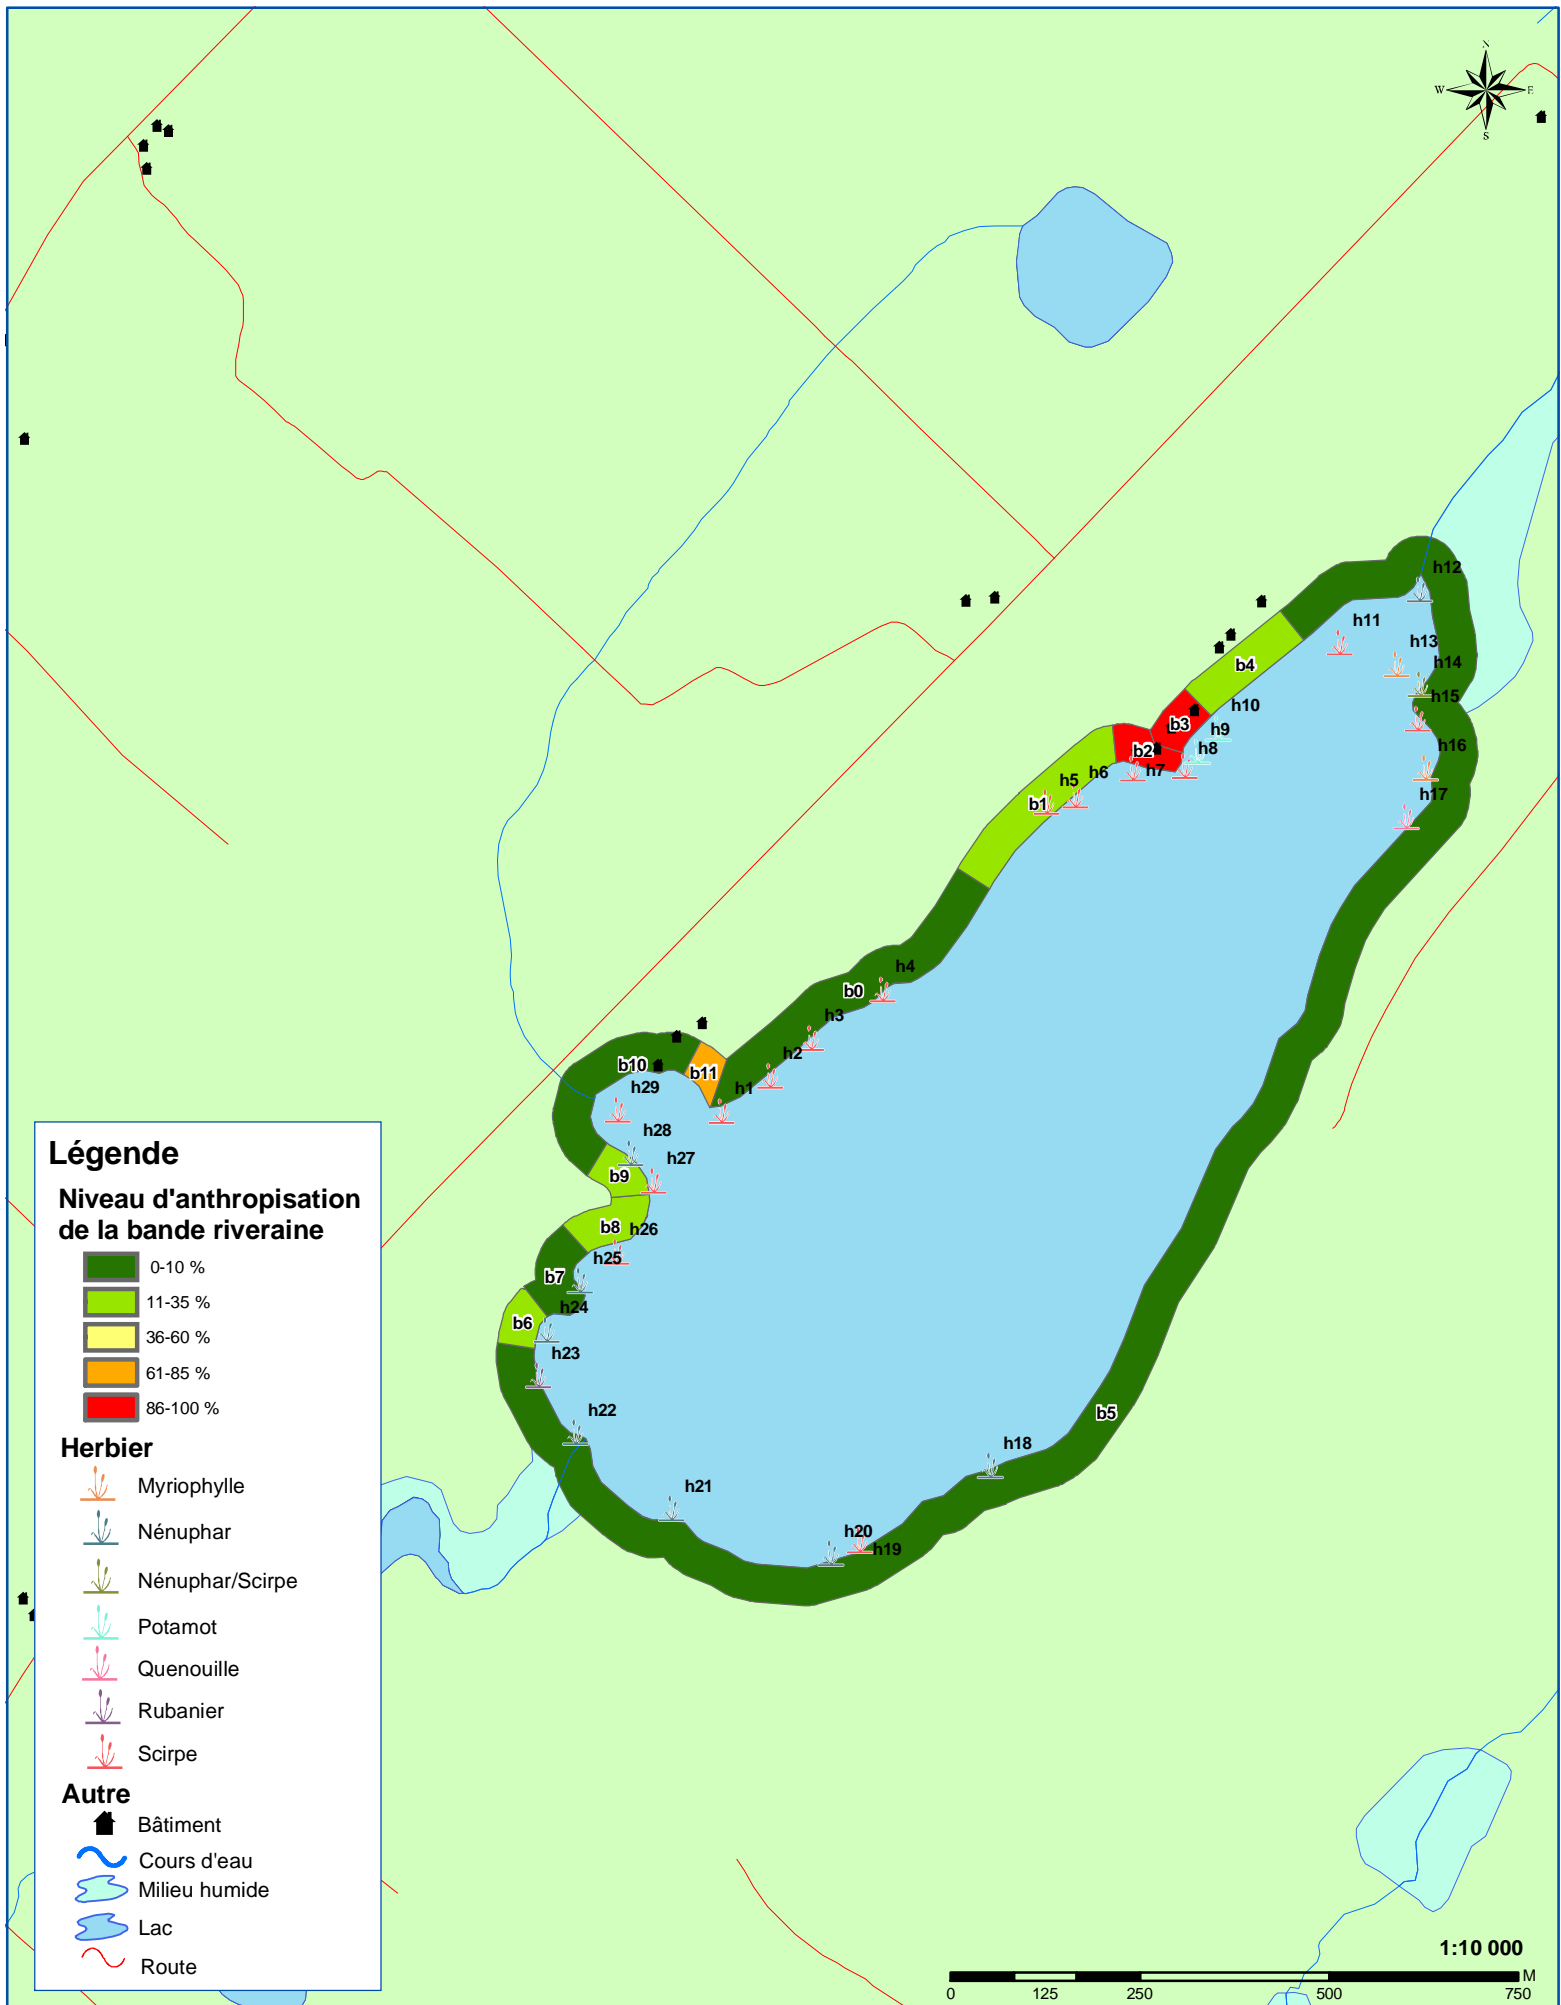 N
W E
S
h12
h11
h13
b4
h14
h15
h10
b3
h9
h16
b2
h8
h7
h6
h5
h17
b1
h4
b0
h3
h2
b10
b11
h29
h1
h28
h27
b9
b8
h26
h25
b7
h24
b6
h23
b5
h22
h18
h21
h20
h19
Légende
Niveau d'anthropisation
de la bande riveraine
0-10 %
11-35 %
36-60 %
61-85 %
86-100 %
Herbier
Myriophylle
Nénuphar
Nénuphar/Scirpe
Potamot
Quenouille
Rubanier
Scirpe
Autre
Bâtiment
Cours d'eau
Milieu humide
Lac
Route
1:10 000
M
0 125 250 500 750